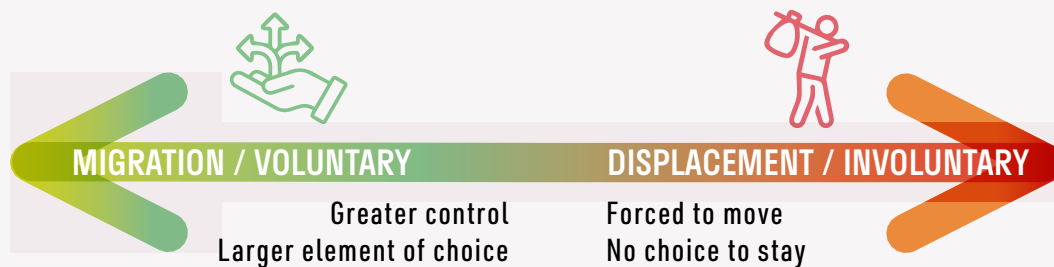 MIGRATION / VOLUNTARY
DISPLACEMENT / INVOLUNTARY
Greater control
Larger element of choice
Forced to move
No choice to stay